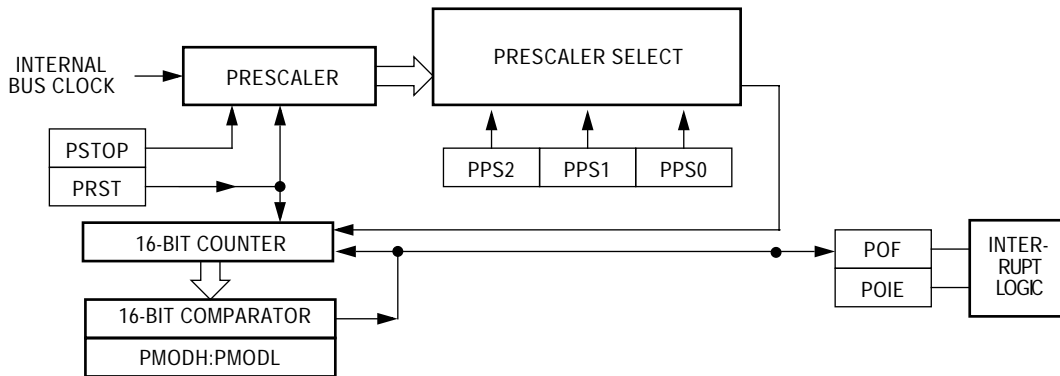 INTERNAL
BUS CLOCK
PRESCALER
PRESCALER SELECT
PSTOP
PRST
PPS2
PPS1
PPS0
16-BIT COUNTER
16-BIT COMPARATOR
PMODH:PMODL
POF
POIE
INTER-
RUPT
LOGIC